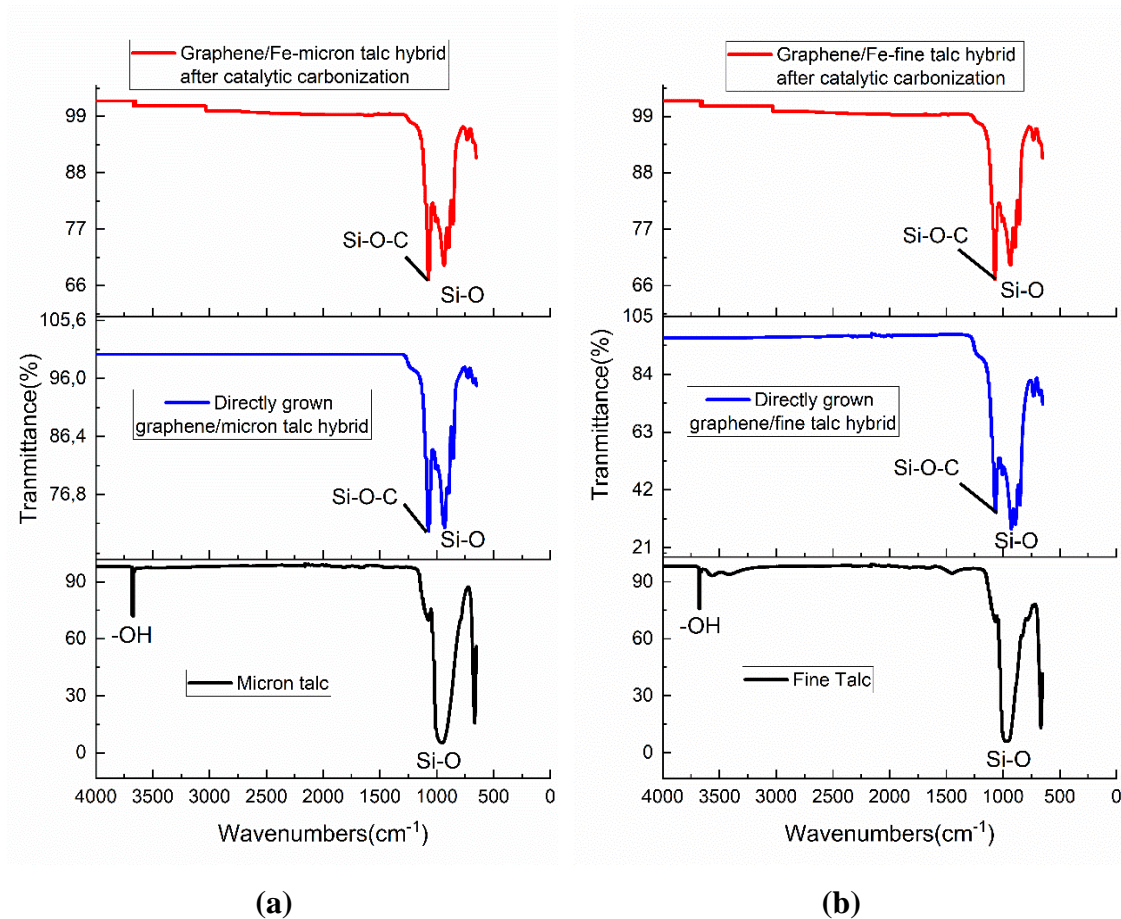 Graphene/Fe-micron talc hybrid
after catalytic carbonization
99
88
77
66
Si-O-C
Si-O
105,6
96,0
86,4
76,8
Directly grown
graphene/micron talc hybrid
Si-O-C
Si-O
90
60
30
0
-OH
Micron talc
Si-O
Tranmittance(%)
4000 3500 3000 2500 2000 1500 1000 500 0
Wavenumbers(cm⁻¹)
(a)
Graphene/Fe-fine talc hybrid
after catalytic carbonization
99
88
77
66
Si-O-C
Si-O
105
84
63
42
21
Directly grown
graphene/fine talc hybrid
Si-O-C
Si-O
90
60
30
0
-OH
Fine Talc
Si-O
Tranmittance(%)
4000 3500 3000 2500 2000 1500 1000 500 0
Wavenumbers(cm⁻¹)
(b)